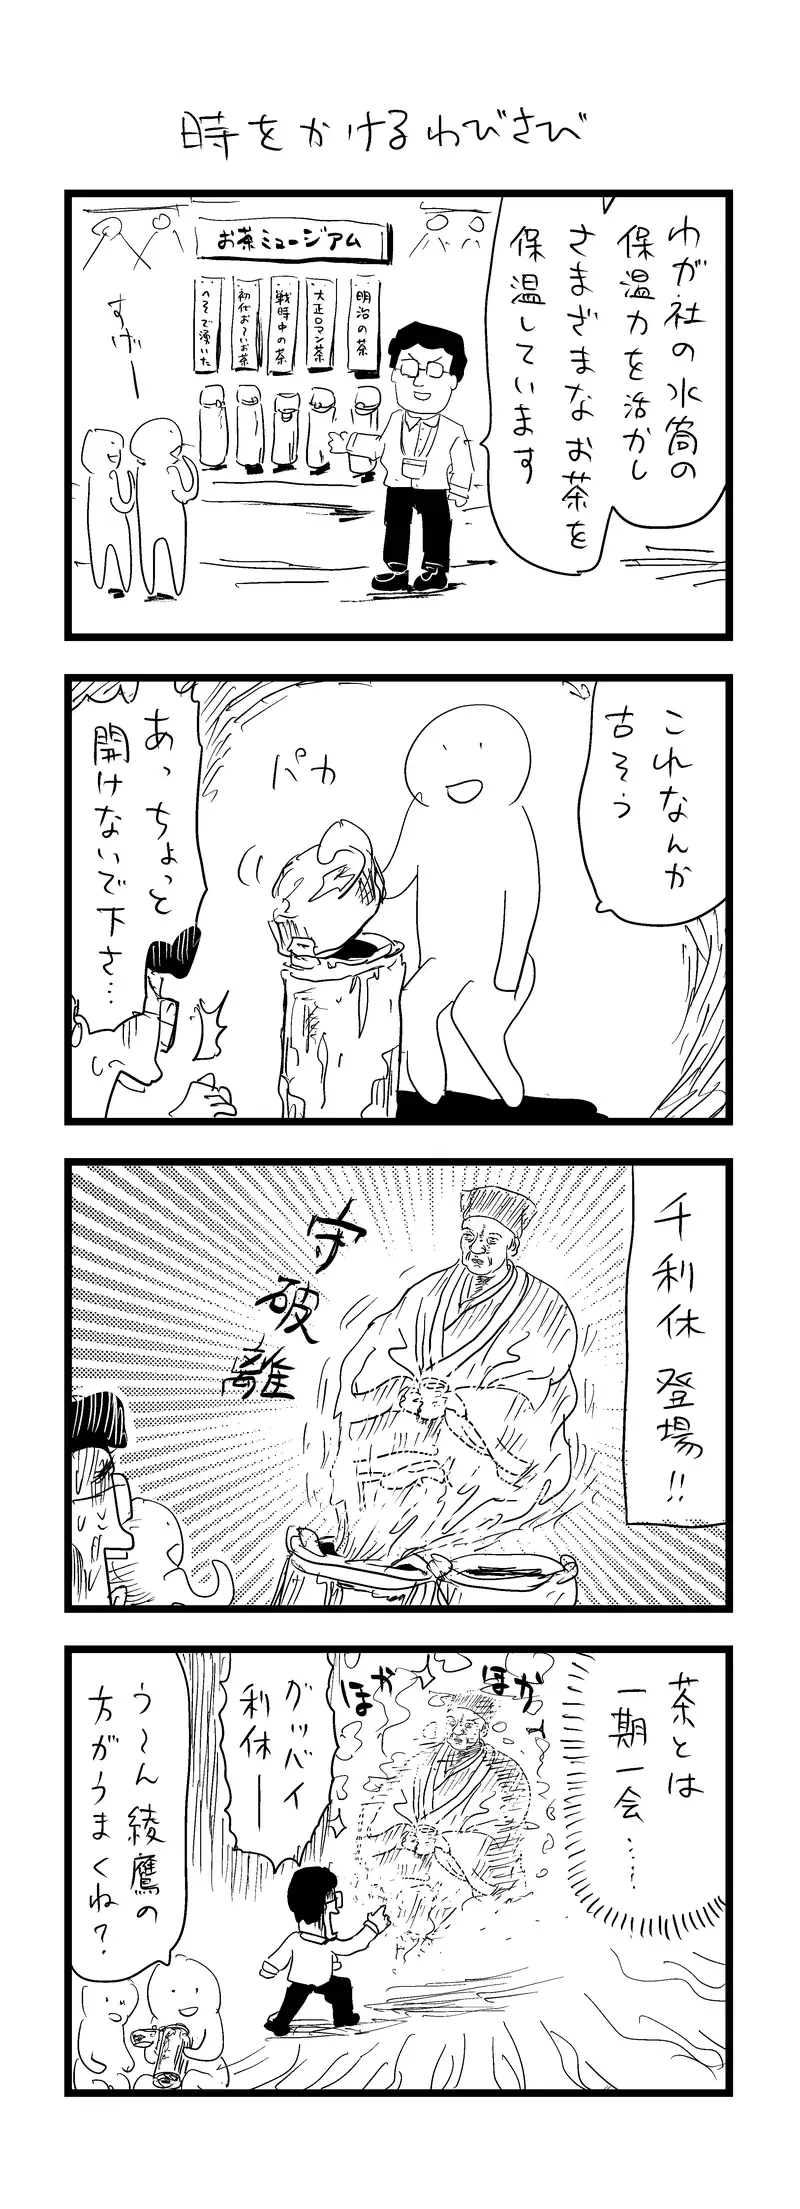 時をかけるわびさび
わが社の水筒の
保温力を活かし
さまざまなお茶を
保温しています
お茶ミュージアム
明治の茶
大正ロマン茶
戦時中の茶
初代お〜いお茶
へそで湧いた
すげー
これなんか
古そう
パカ
あっちょっと
開けないで下さ…
千利休 登場!!
守破離
茶とは
一期一会……
ほか
ほか
グッバイ
利休ー
う〜ん綾鷹の
方がうまくね?